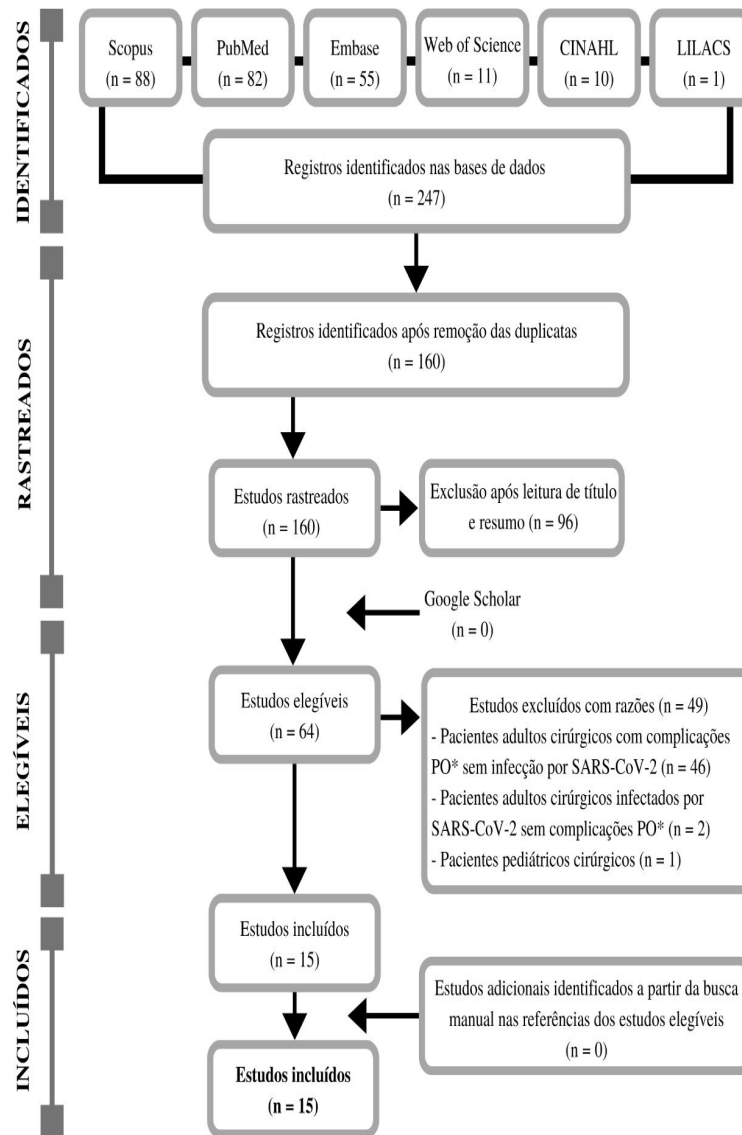 IDENTIFICADOS
Scopus
(n = 88)
PubMed
(n = 82)
Embase
(n = 55)
Web of Science
(n = 11)
CINAHL
(n = 10)
LILACS
(n = 1)
Registros identificados nas bases de dados
(n = 247)
RASTREADOS
Registros identificados após remoção das duplicatas
(n = 160)
Estudos rastreados
(n = 160)
Exclusão após leitura de título
e resumo (n = 96)
Google Scholar
(n = 0)
ELEGÍVEIS
Estudos elegíveis
(n = 64)
Estudos excluídos com razões (n = 49)
- Pacientes adultos cirúrgicos com complicações
PO* sem infecção por SARS-CoV-2 (n = 46)
- Pacientes adultos cirúrgicos infectados por
SARS-CoV-2 sem complicações PO* (n = 2)
- Pacientes pediátricos cirúrgicos (n = 1)
INCLUÍDOS
Estudos incluídos
(n = 15)
Estudos adicionais identificados a partir da busca
manual nas referências dos estudos elegíveis
(n = 0)
Estudos incluídos
(n = 15)